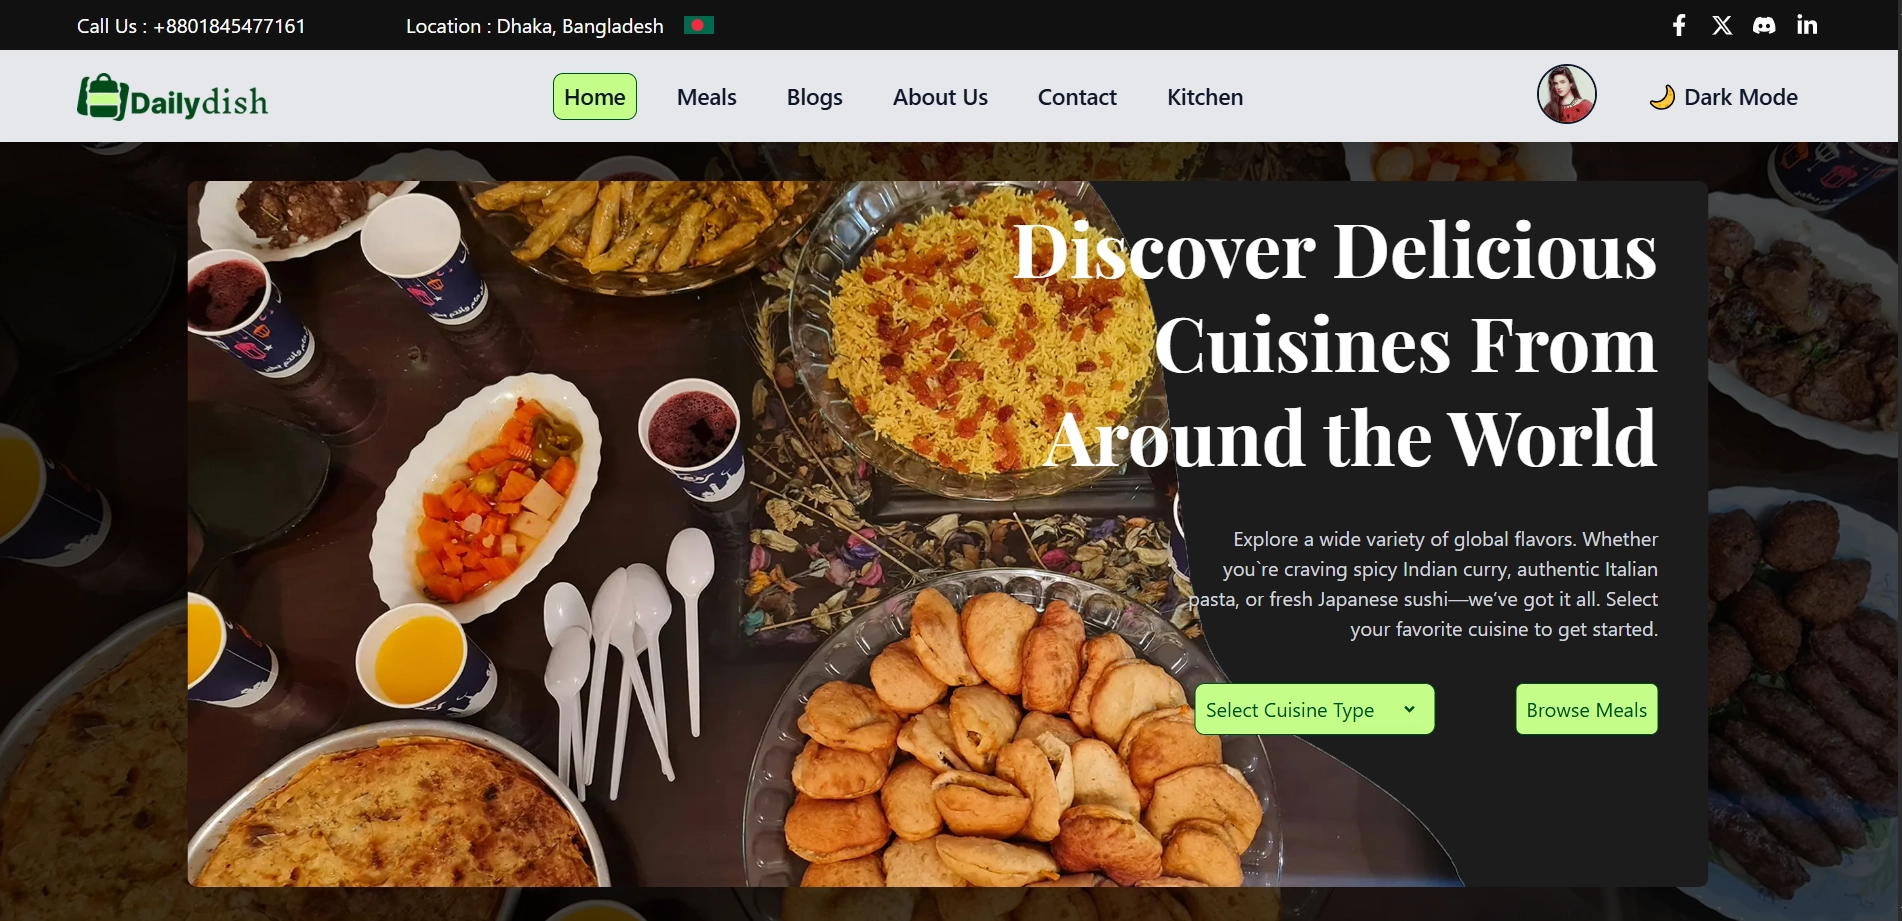 Call Us : +8801845477161
Location : Dhaka, Bangladesh
Dailydish
Home
Meals
Blogs
About Us
Contact
Kitchen
Dark Mode
Discover Delicious
Cuisines From
Around the World
Explore a wide variety of global flavors. Whether
you`re craving spicy Indian curry, authentic Italian
pasta, or fresh Japanese sushi—we’ve got it all. Select
your favorite cuisine to get started.
Select Cuisine Type
Browse Meals